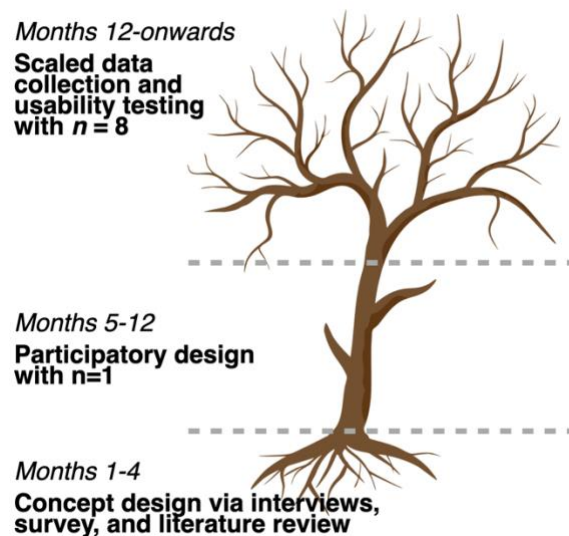 Months 12-onwards
Scaled data
collection and
usability testing
with n = 8
Months 5-12
Participatory design
with n=1
Months 1-4
Concept design via interviews,
survey, and literature review